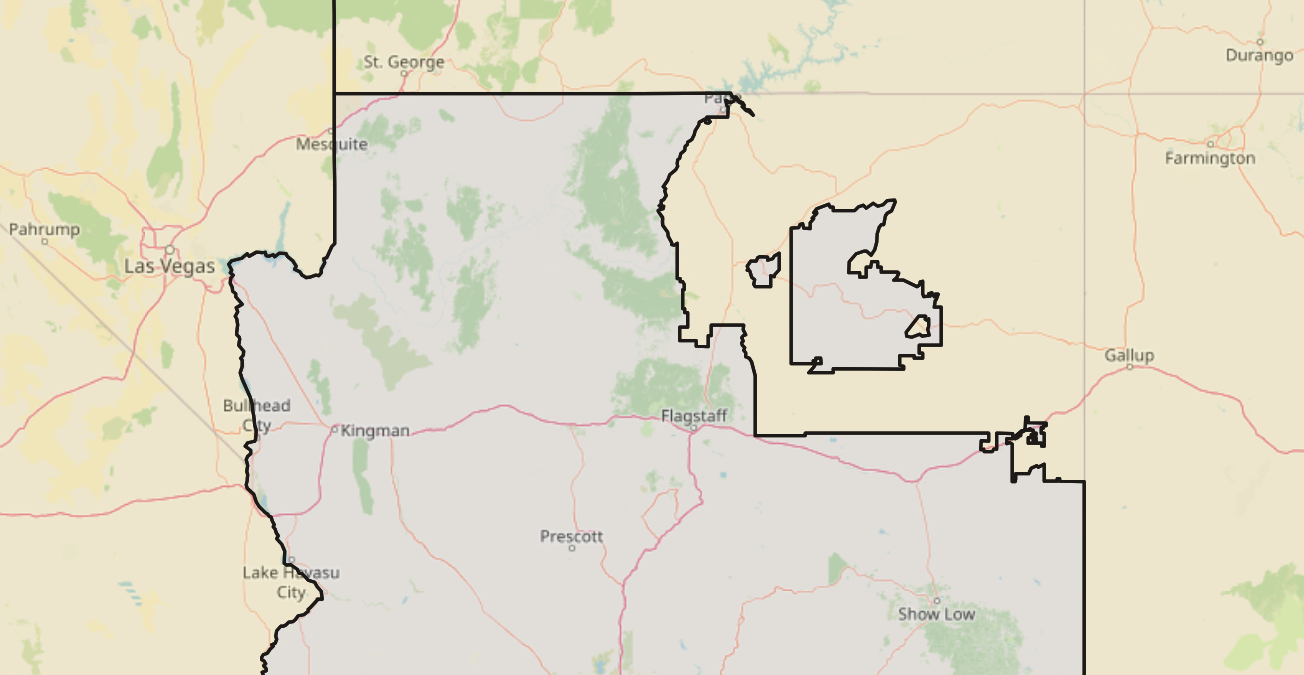 Durango
St. George
Pa
Mesquite
Farmington
Pahrump
Las Vegas
Gallup
Bullhead
City
Kingman
Flagstaff
Prescott
Lake Havasu
City
Show Low